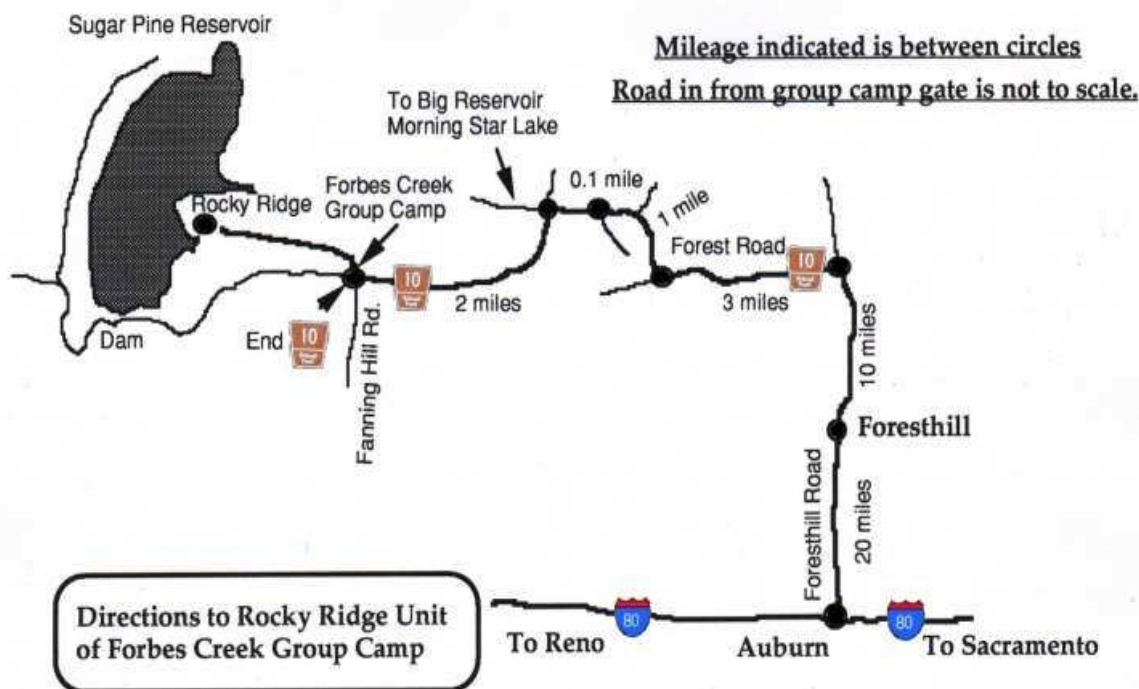 Sugar Pine Reservoir
Mileage indicated is between circles
Road in from group camp gate is not to scale.
To Big Reservoir
Morning Star Lake
0.1 mile
Forbes Creek
Group Camp
Rocky Ridge
1 mile
Forest Road
10
10
2 miles
3 miles
Dam
End
10
Fanning Hill Rd.
10 miles
Foresthill
Foresthill Road
20 miles
Directions to Rocky Ridge Unit
of Forbes Creek Group Camp
80
80
To Reno
Auburn
To Sacramento